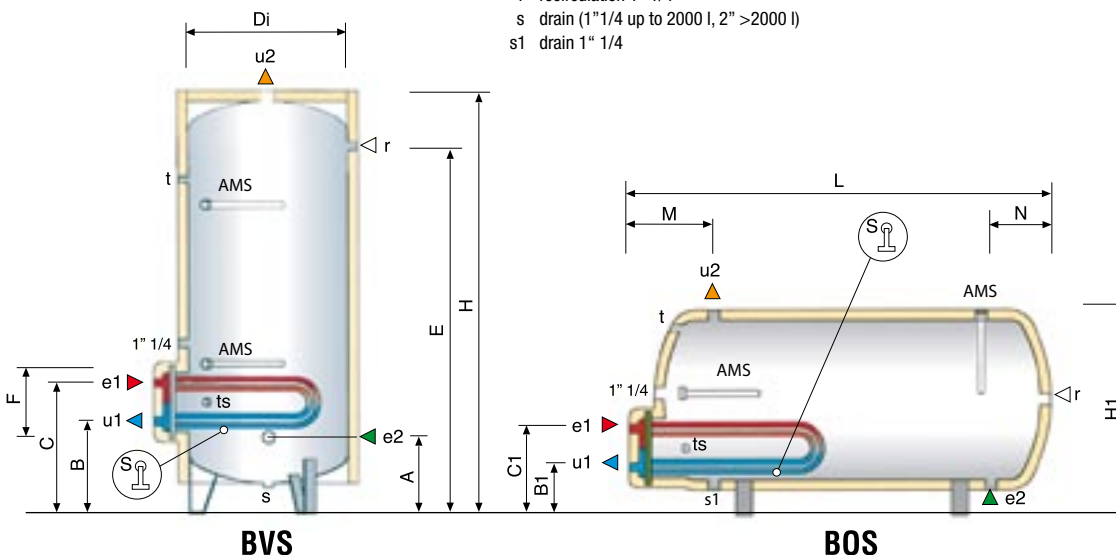 s drain (1”1/4 up to 2000 l, 2” >2000 l)
s1 drain 1“ 1/4
Di
u2
r
t
AMS
E
H
1” 1/4
AMS
F
e1
ts
u1
C
B
e2
A
S
s
BVS
L
M
N
S
u2
AMS
t
AMS
1” 1/4
r
H1
e1
ts
u1
C1
B1
s1
e2
BOS